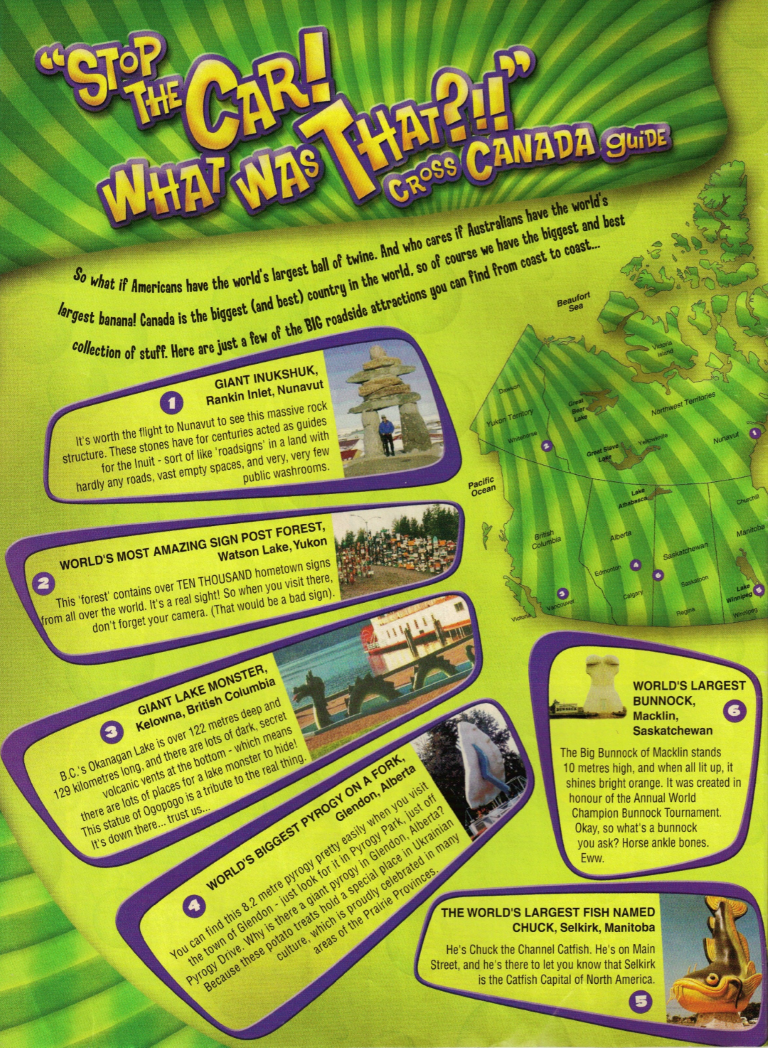 "STOP
THE CAR!
WHAT WAS THAT?!!"
CROSS CANADA guide
So what if Americans have the world's largest ball of twine. And who cares if Australians have the world's
largest banana! Canada is the biggest (and best) country in the world, so of course we have the biggest and best
collection of stuff. Here are just a few of the BIG roadside attractions you can find from coast to coast...
1
GIANT INUKSHUK,
Rankin Inlet, Nunavut
It's worth the flight to Nunavut to see this massive rock
structure. These stones have for centuries acted as guides
for the Inuit - sort of like 'roadsigns' in a land with
hardly any roads, vast empty spaces, and very, very few
public washrooms.
2
WORLD'S MOST AMAZING SIGN POST FOREST,
Watson Lake, Yukon
This 'forest' contains over TEN THOUSAND hometown signs
from all over the world. It's a real sight! So when you visit there,
don't forget your camera. (That would be a bad sign).
3
GIANT LAKE MONSTER,
Kelowna, British Columbia
B.C.'s Okanagan Lake is over 122 metres deep and
129 kilometres long, and there are lots of dark, secret
volcanic vents at the bottom - which means
there are lots of places for a lake monster to hide!
This statue of Ogopogo is a tribute to the real thing.
It's down there... trust us...
4
WORLD'S BIGGEST PYROGY ON A FORK,
Glendon, Alberta
You can find this 8.2 metre pyrogy pretty easily when you visit
the town of Glendon - just look for it in Pyrogy Park, just off
Pyrogy Drive. Why is there a giant pyrogy in Glendon, Alberta?
Because these potato treats hold a special place in Ukrainian
culture, which is proudly celebrated in many
areas of the Prairie Provinces.
WORLD'S LARGEST
BUNNOCK,
Macklin,
Saskatchewan
6
The Big Bunnock of Macklin stands
10 metres high, and when all lit up, it
shines bright orange. It was created in
honour of the Annual World
Champion Bunnock Tournament.
Okay, so what's a bunnock
you ask? Horse ankle bones.
Eww.
THE WORLD'S LARGEST FISH NAMED
CHUCK, Selkirk, Manitoba
He's Chuck the Channel Catfish. He's on Main
Street, and he's there to let you know that Selkirk
is the Catfish Capital of North America.
5
Beaufort
Sea
Victoria
Island
Dawson
Yukon Territory
Whitehorse
2
Great
Bear
Lake
Northwest Territories
Great Slave
Lake
Yellowknife
Nunavut
1
Pacific
Ocean
Lake
Athabasca
Churchill
British
Columbia
Alberta
Saskatchewan
Manitoba
Edmonton
4
6
Saskatoon
Calgary
Lake
Winnipeg
5
3
Vancouver
Victoria
Regina
Winnipeg